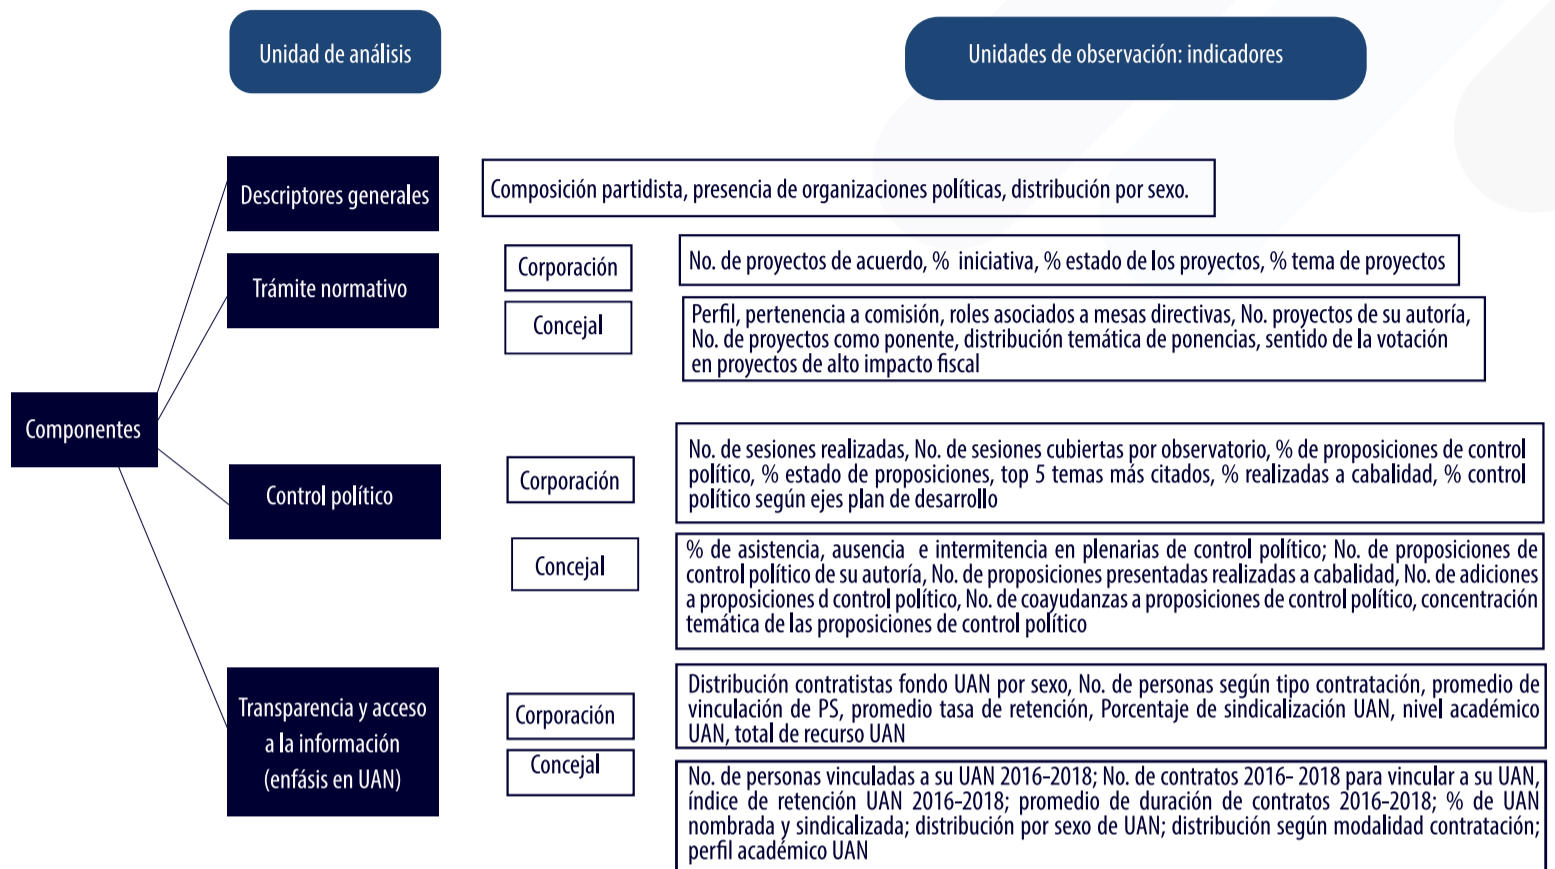 Unidad de análisis
Unidades de observación: indicadores
Componentes
Descriptores generales
Composición partidista, presencia de organizaciones políticas, distribución por sexo.
Trámite normativo
Corporación
No. de proyectos de acuerdo, % iniciativa, % estado de los proyectos, % tema de proyectos
Concejal
Perfil, pertenencia a comisión, roles asociados a mesas directivas, No. proyectos de su autoría,
No. de proyectos como ponente, distribución temática de ponencias, sentido de la votación
en proyectos de alto impacto fiscal
Control político
Corporación
No. de sesiones realizadas, No. de sesiones cubiertas por observatorio, % de proposiciones de control
político, % estado de proposiciones, top 5 temas más citados, % realizadas a cabalidad, % control
político según ejes plan de desarrollo
Concejal
% de asistencia, ausencia e intermitencia en plenarias de control político; No. de proposiciones de
control político de su autoría, No. de proposiciones presentadas realizadas a cabalidad, No. de adiciones
a proposiciones d control político, No. de coayudanzas a proposiciones de control político, concentración
temática de las proposiciones de control político
Transparencia y acceso
a la información
(enfásis en UAN)
Corporación
Distribución contratistas fondo UAN por sexo, No. de personas según tipo contratación, promedio de
vinculación de PS, promedio tasa de retención, Porcentaje de sindicalización UAN, nivel académico
UAN, total de recurso UAN
Concejal
No. de personas vinculadas a su UAN 2016-2018; No. de contratos 2016- 2018 para vincular a su UAN,
índice de retención UAN 2016-2018; promedio de duración de contratos 2016-2018; % de UAN
nombrada y sindicalizada; distribución por sexo de UAN; distribución según modalidad contratación;
perfil académico UAN